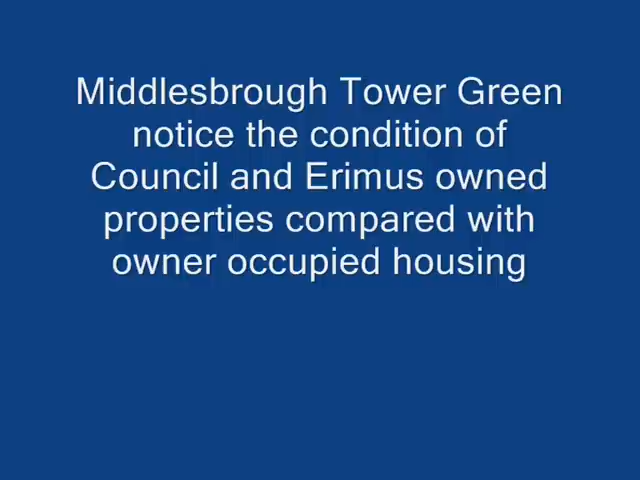 Middlesbrough Tower Green
notice the condition of
Council and Erimus owned
properties compared with
owner occupied housing